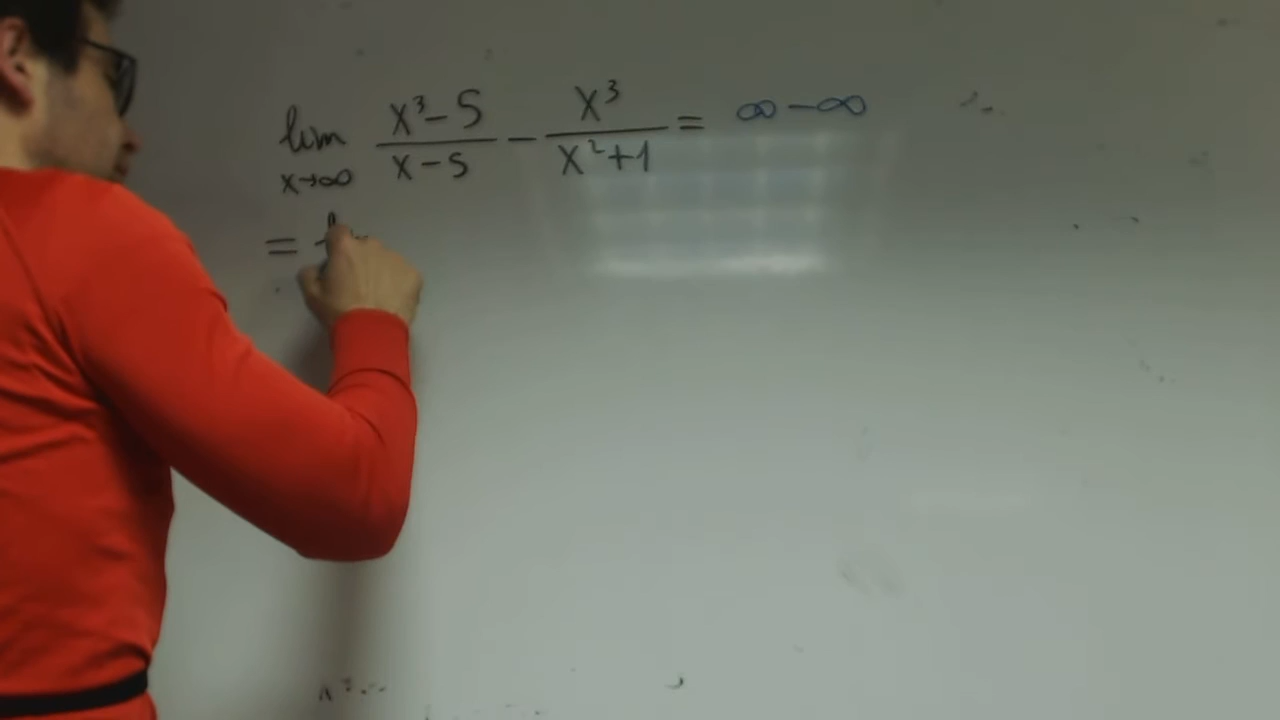 lim x→∞ (x³-5)/(x-5) - x³/(x²+1) = ∞-∞
=